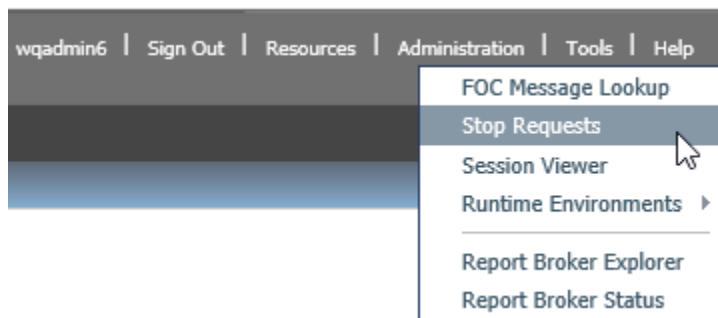 wqadmin6 | Sign Out | Resources | Administration | Tools | Help
FOC Message Lookup
Stop Requests
Session Viewer
Runtime Environments
Report Broker Explorer
Report Broker Status